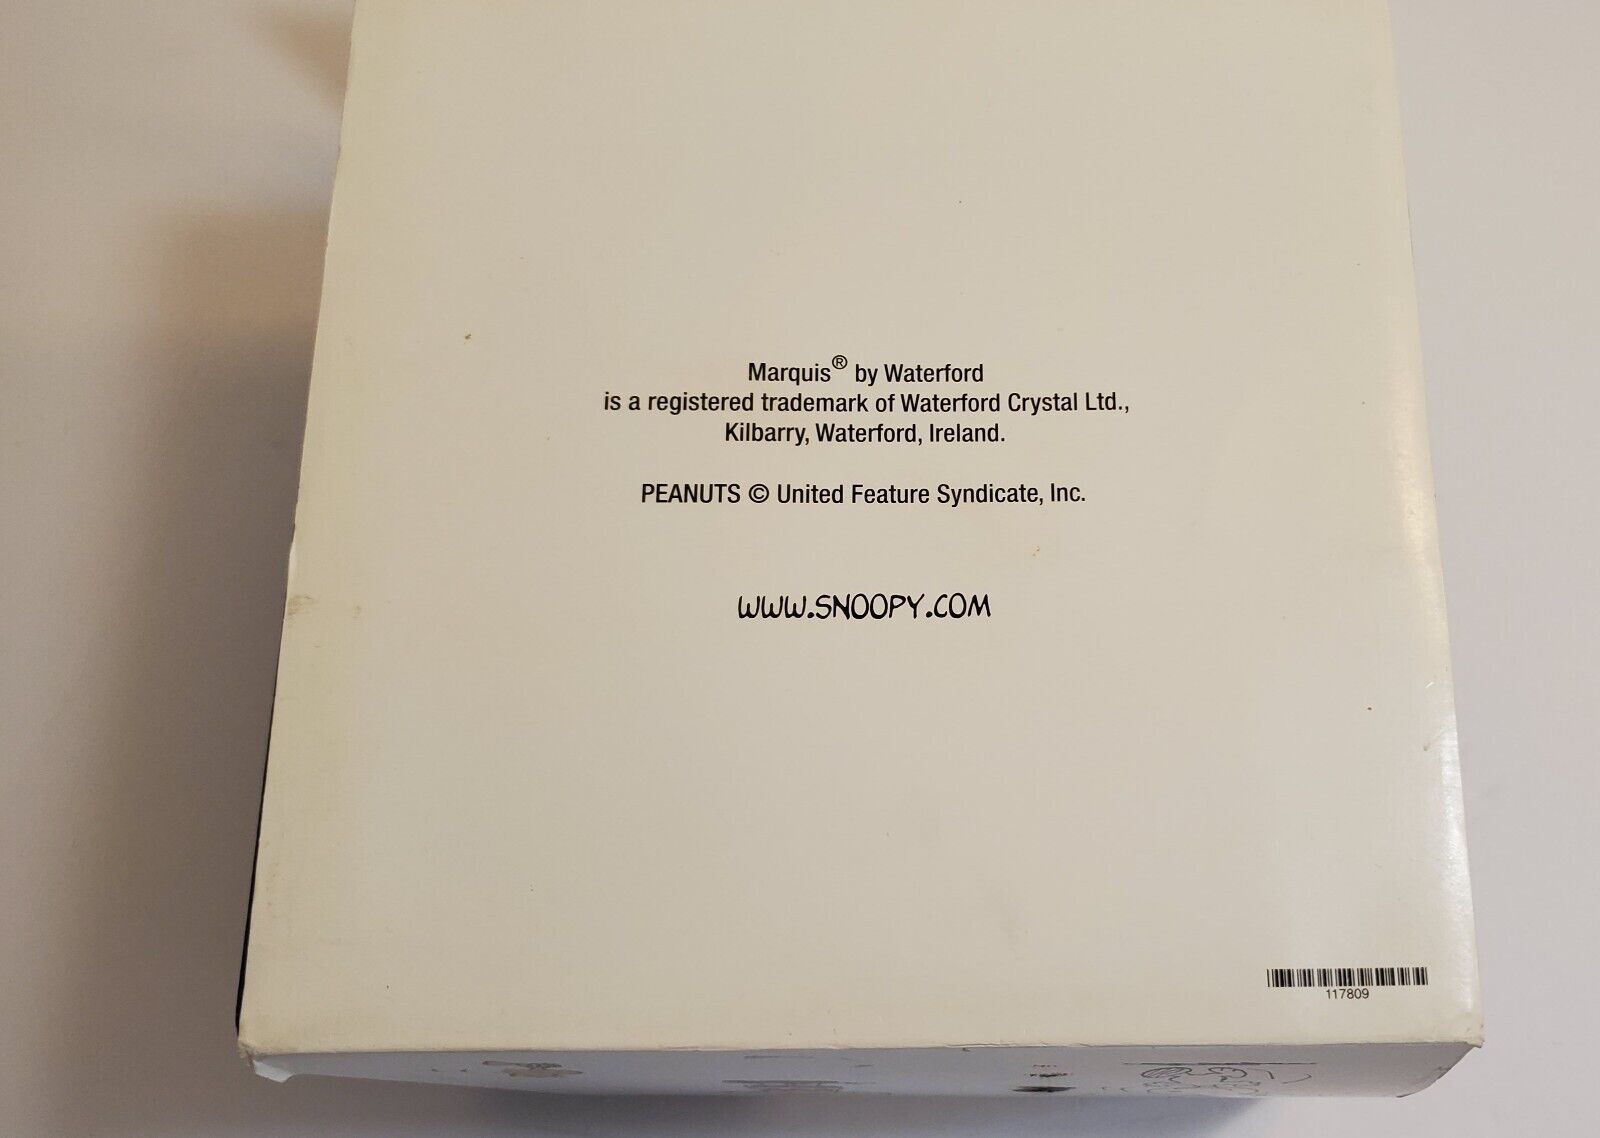 Marquis® by Waterford
is a registered trademark of Waterford Crystal Ltd.,
Kilbarry, Waterford, Ireland.
PEANUTS © United Feature Syndicate, Inc.
WWW.SNOOPY.COM
117809